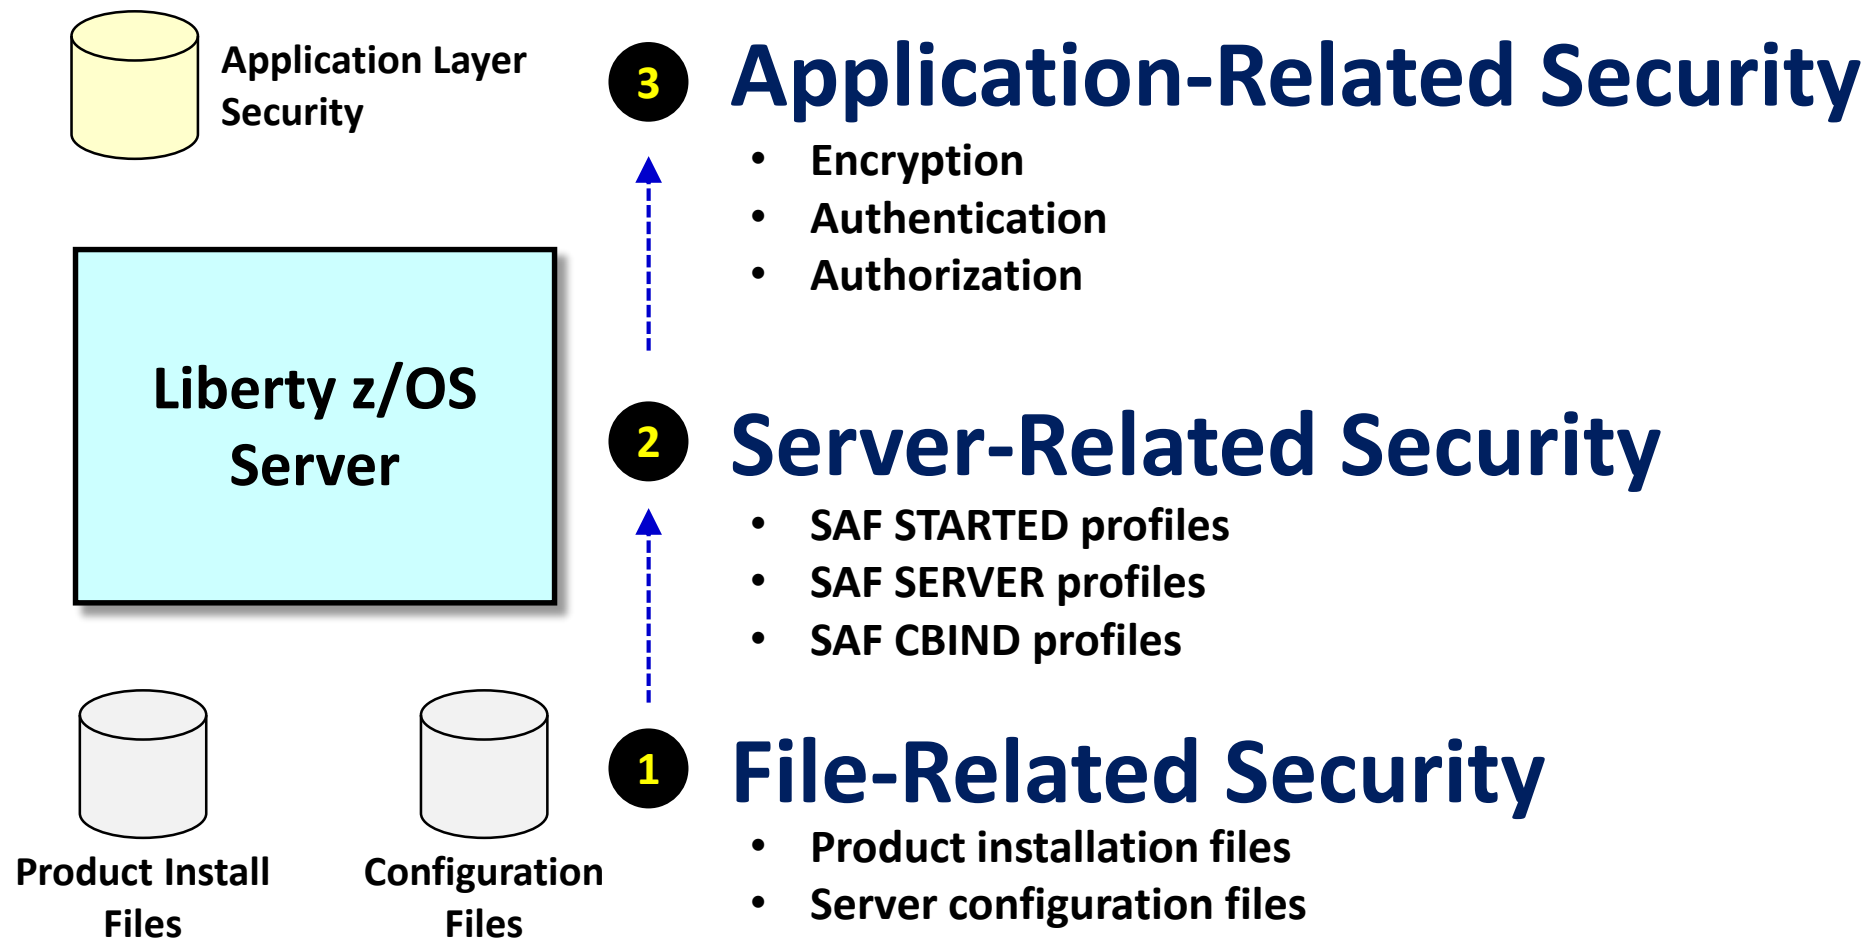 Application Layer
Security
3
Application-Related Security
• Encryption
• Authentication
• Authorization
Liberty z/OS
Server
2
Server-Related Security
• SAF STARTED profiles
• SAF SERVER profiles
• SAF CBIND profiles
1
File-Related Security
• Product installation files
• Server configuration files
Product Install
Files
Configuration
Files